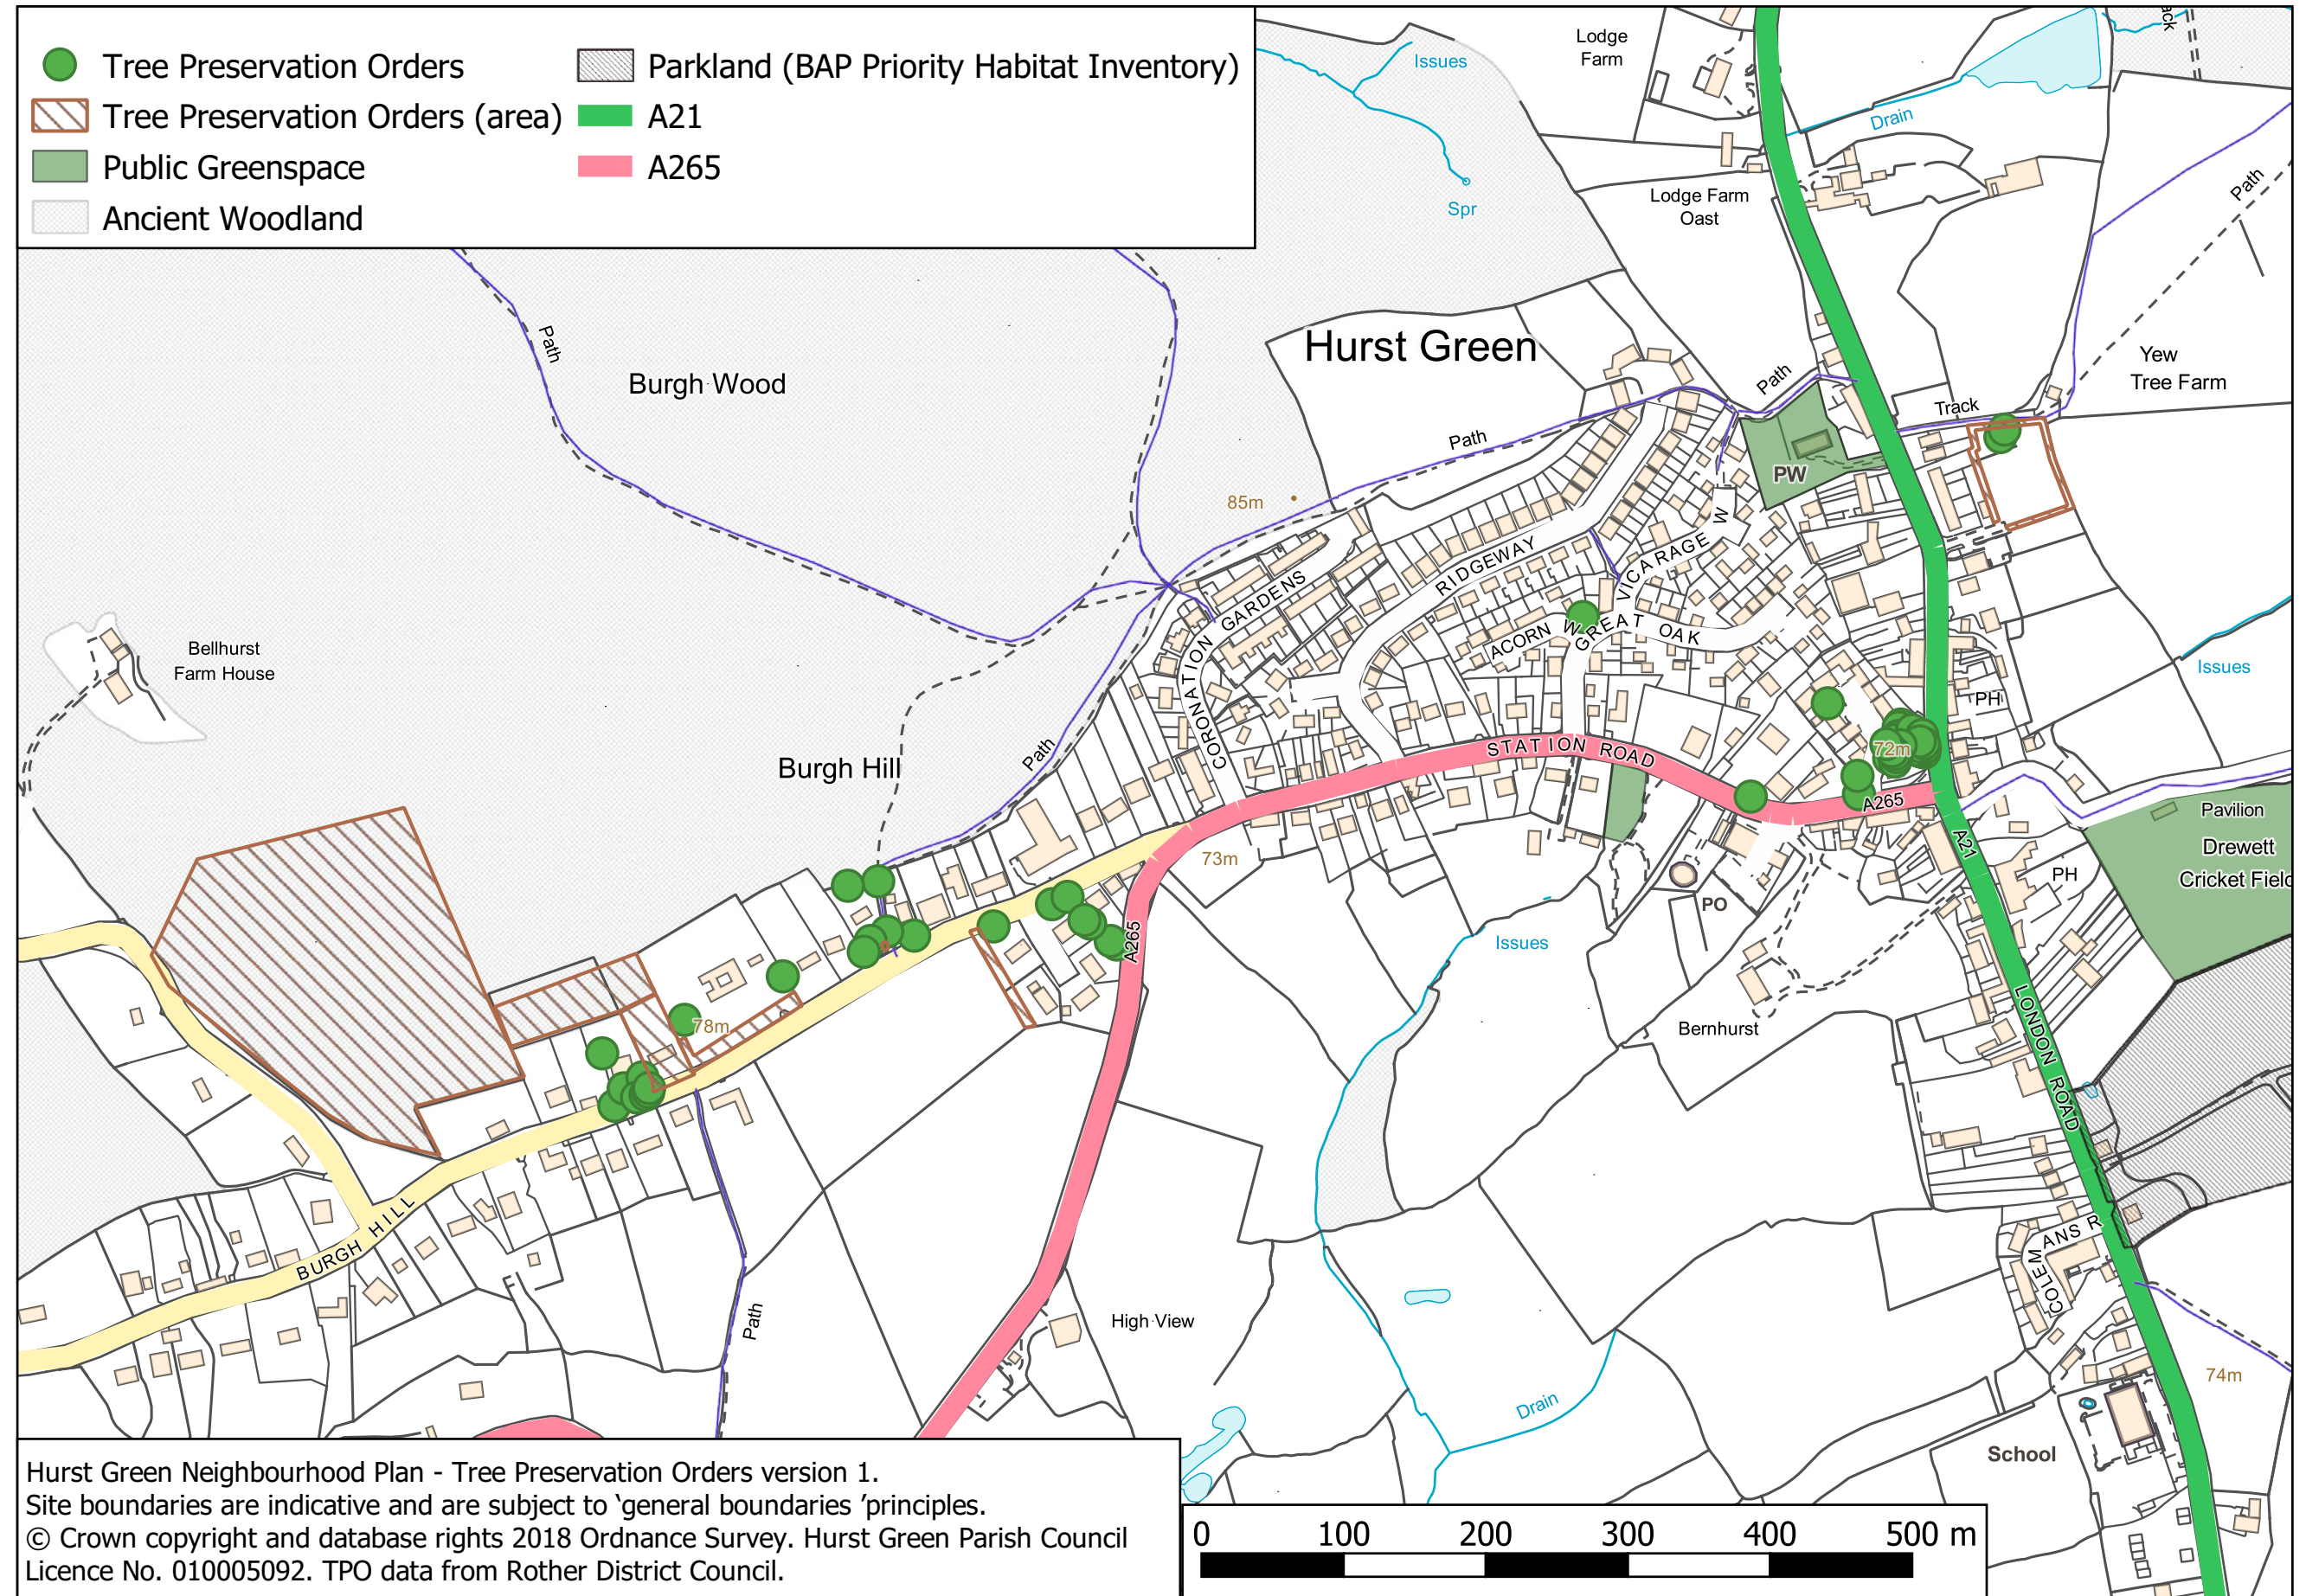 Tree Preservation Orders
Tree Preservation Orders (area)
Public Greenspace
Ancient Woodland
Parkland (BAP Priority Habitat Inventory)
A21
A265
Issues
Spr
Lodge
Farm
Drain
Lodge Farm
Oast
Path
Hurst Green
Path
Burgh Wood
Path
Track
Yew
Tree Farm
Path
PW
85m
RIDGEWAY
VICARAGE W
CORONATION GARDENS
ACORN W
GREAT OAK
Bellhurst
Farm House
Issues
PH
Path
Burgh Hill
STATION ROAD
72m
A265
Pavilion
Drewett
Cricket Field
73m
A21
PH
PO
A265
Issues
78m
Bernhurst
LONDON ROAD
BURGH HILL
COLEMANS R
Path
High View
74m
Drain
School
Hurst Green Neighbourhood Plan - Tree Preservation Orders version 1.
Site boundaries are indicative and are subject to ‘general boundaries ’principles.
© Crown copyright and database rights 2018 Ordnance Survey. Hurst Green Parish Council
Licence No. 010005092. TPO data from Rother District Council.
0 100 200 300 400 500 m